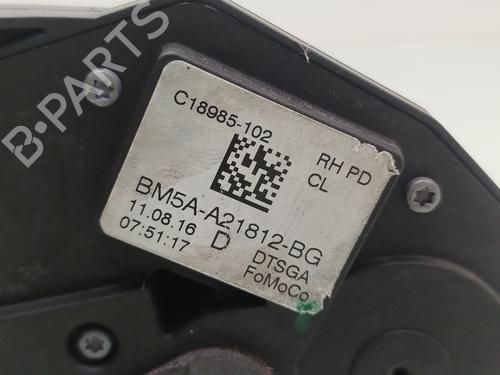 B-PARTS
C18985-102
RH PD
CL
BM5A-A21812-BG
11.08.16
D
DTSGA
07:51:17
FoMoCo